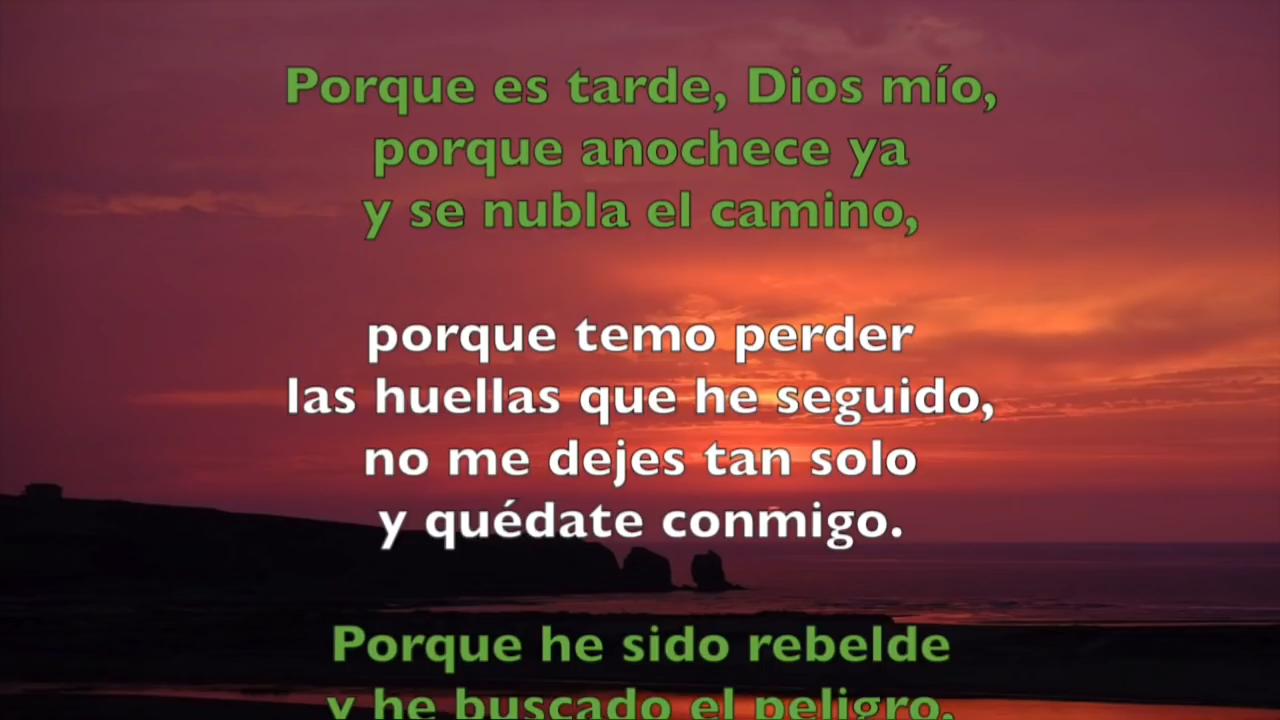 Porque es tarde, Dios mío,
porque anochece ya
y se nubla el camino,
porque temo perder
las huellas que he seguido,
no me dejes tan solo
y quédate conmigo.
Porque he sido rebelde
y he buscado el peligro,